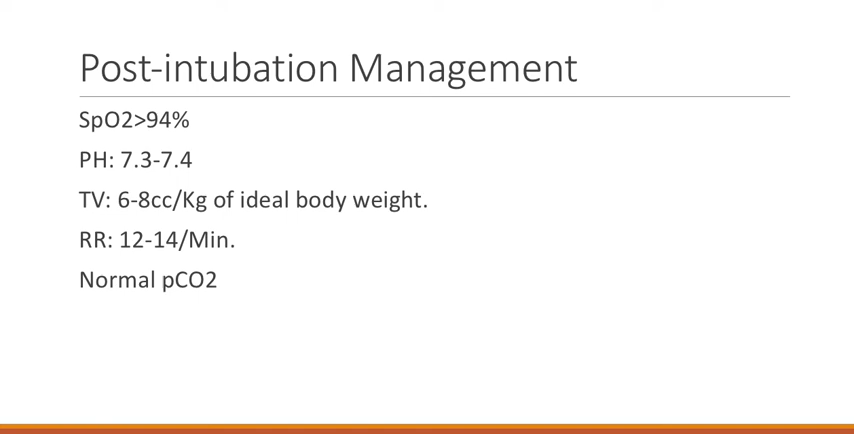 Post-intubation Management
SpO2>94%
PH: 7.3-7.4
TV: 6-8cc/Kg of ideal body weight.
RR: 12-14/Min.
Normal pCO2